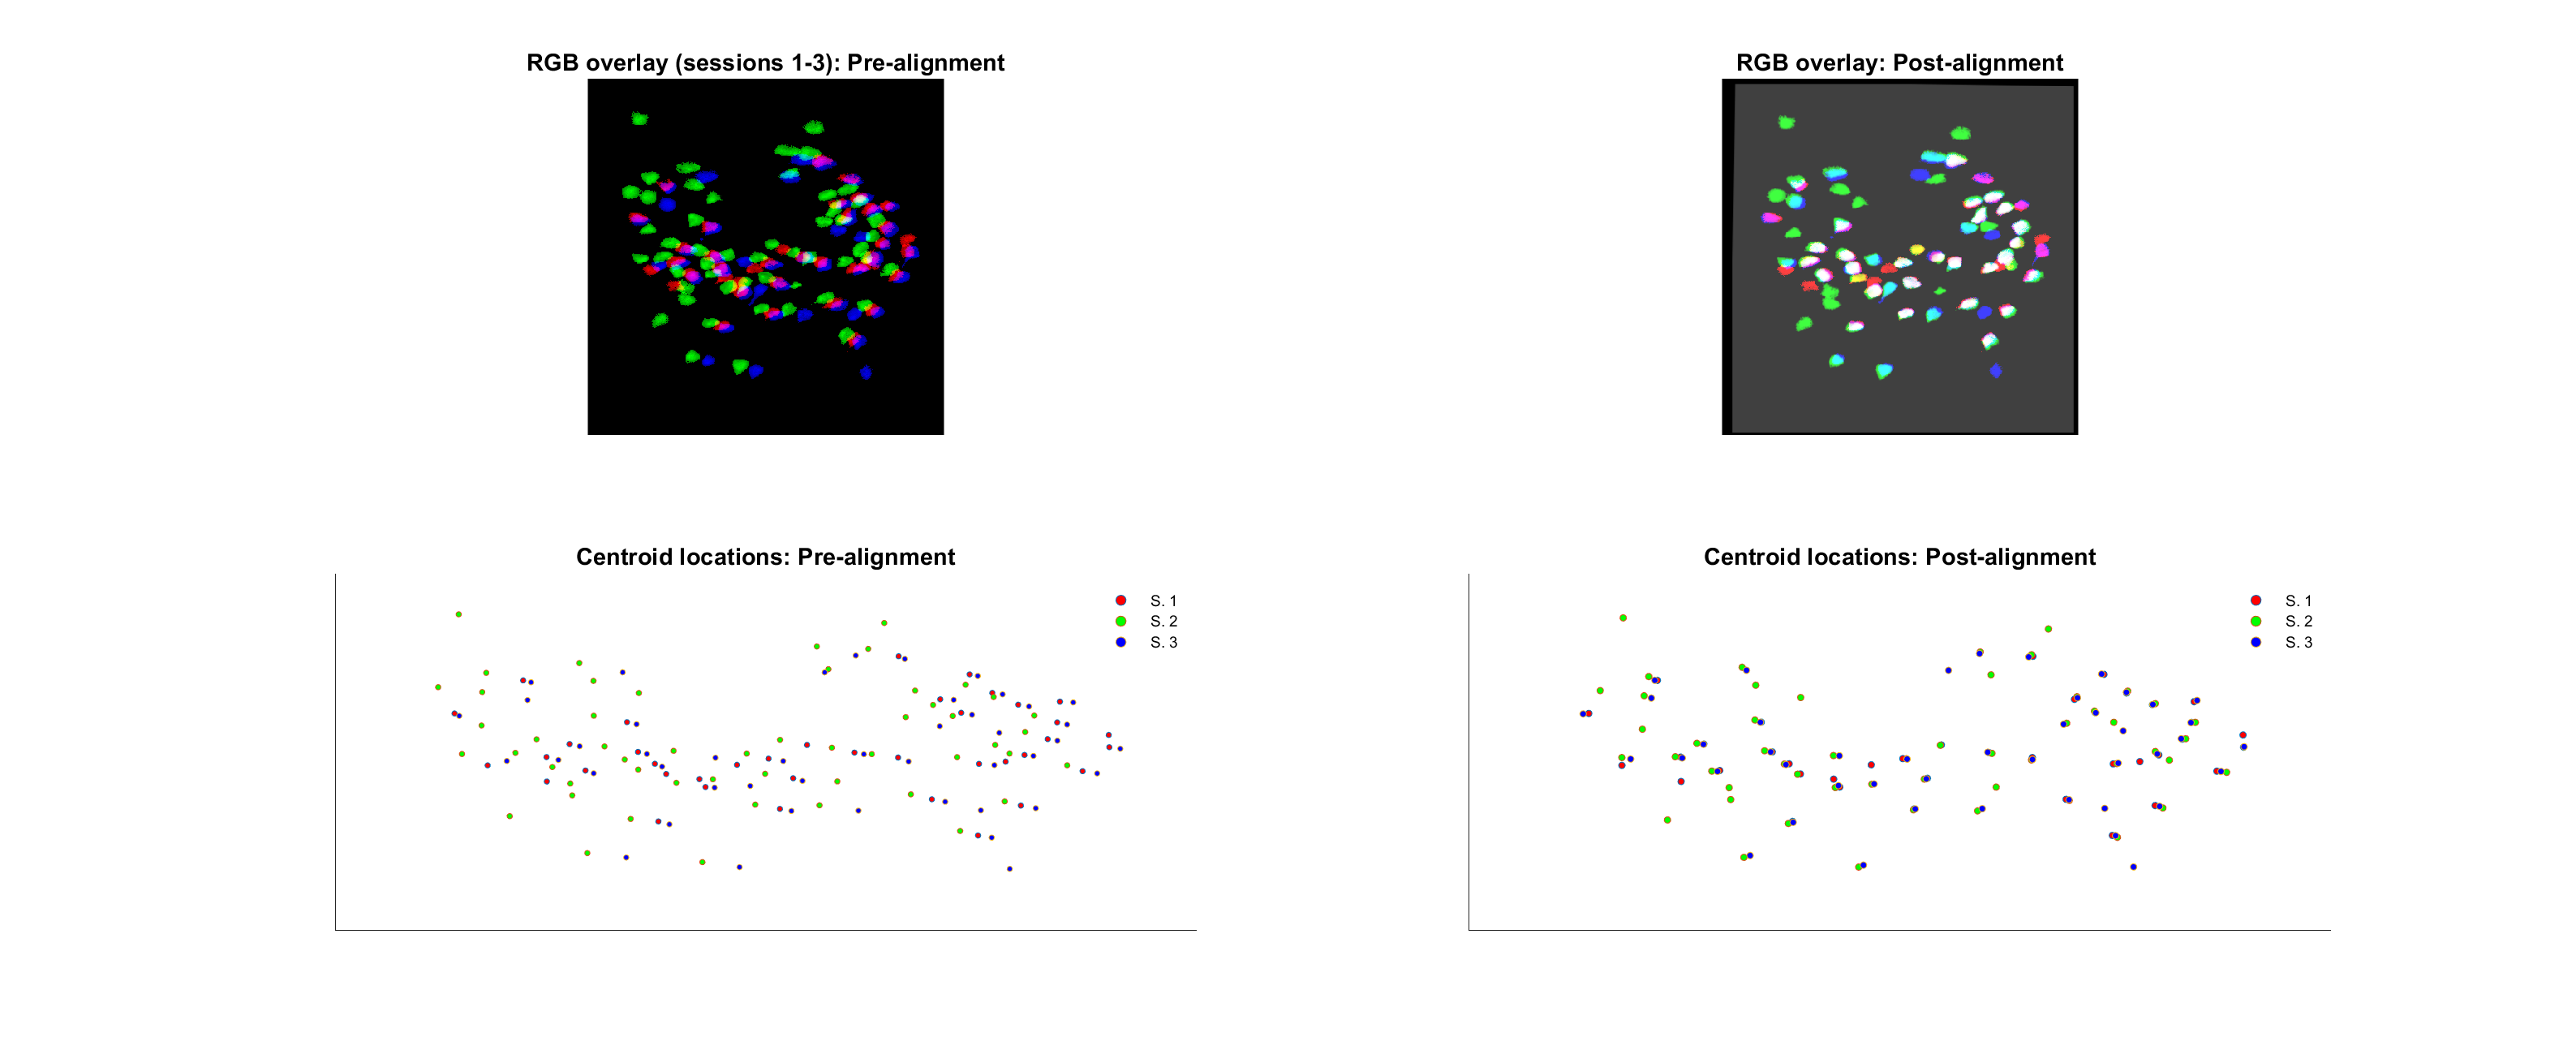 RGB overlay (sessions 1-3): Pre-alignment
RGB overlay: Post-alignment
Centroid locations: Pre-alignment
S. 1
S. 2
S. 3
Centroid locations: Post-alignment
S. 1
S. 2
S. 3